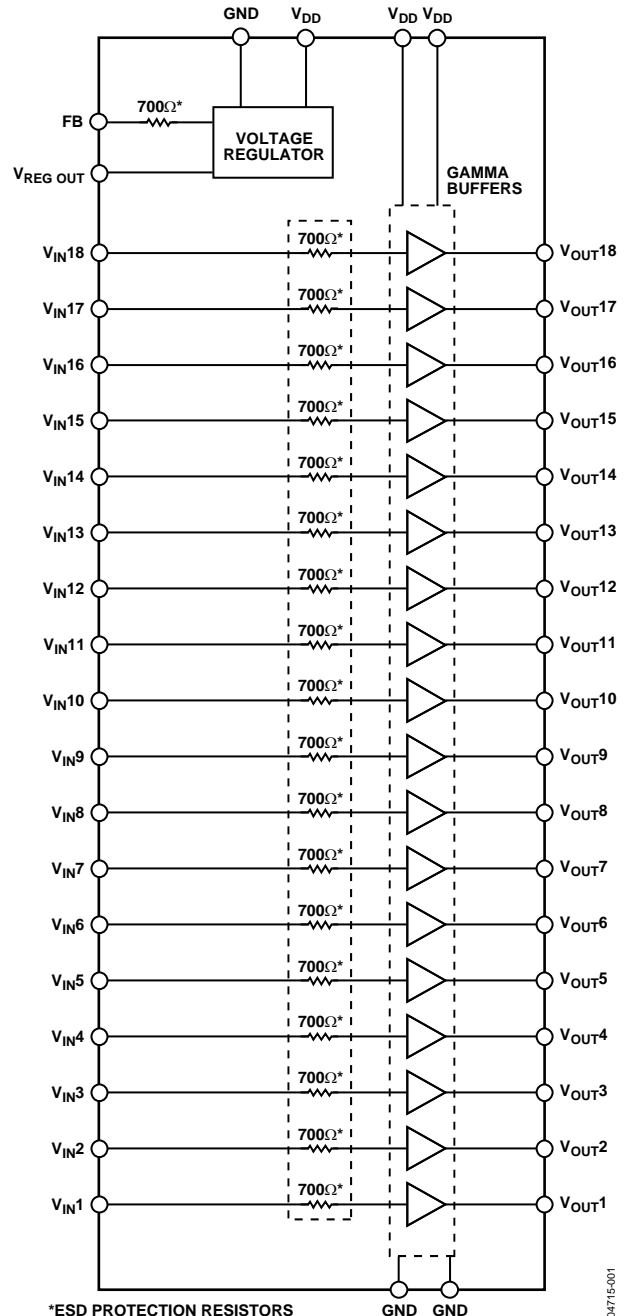 GND VDD VDD VDD
700Ω*
FB
VOLTAGE
REGULATOR
VREG OUT
GAMMA
BUFFERS
700Ω*
VIN18 VOUT18
700Ω*
VIN17 VOUT17
700Ω*
VIN16 VOUT16
700Ω*
VIN15 VOUT15
700Ω*
VIN14 VOUT14
700Ω*
VIN13 VOUT13
700Ω*
VIN12 VOUT12
700Ω*
VIN11 VOUT11
700Ω*
VIN10 VOUT10
700Ω*
VIN9 VOUT9
700Ω*
VIN8 VOUT8
700Ω*
VIN7 VOUT7
700Ω*
VIN6 VOUT6
700Ω*
VIN5 VOUT5
700Ω*
VIN4 VOUT4
700Ω*
VIN3 VOUT3
700Ω*
VIN2 VOUT2
700Ω*
VIN1 VOUT1
*ESD PROTECTION RESISTORS GND GND
04715-001